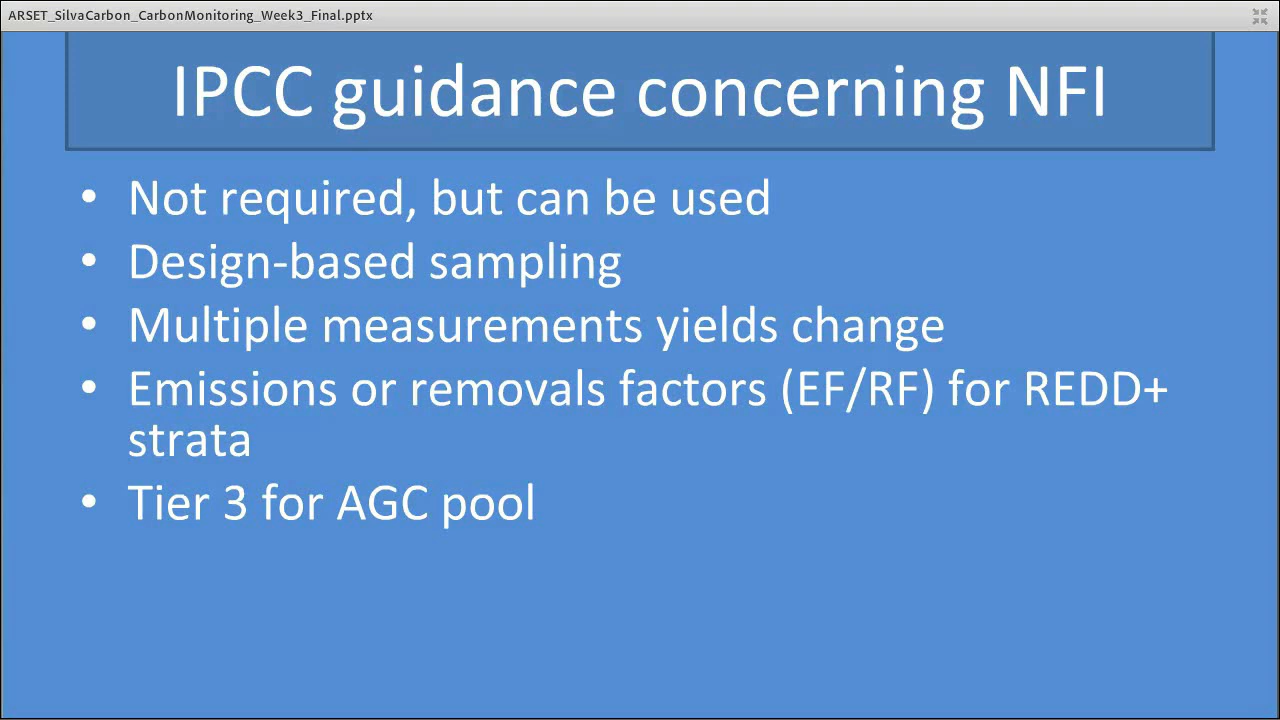 ARSET_SilvaCarbon_CarbonMonitoring_Week3_Final.pptx
IPCC guidance concerning NFI
• Not required, but can be used
• Design-based sampling
• Multiple measurements yields change
• Emissions or removals factors (EF/RF) for REDD+
strata
• Tier 3 for AGC pool